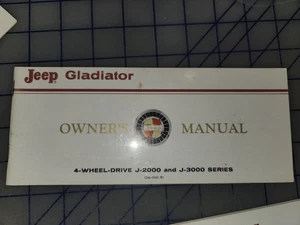 Jeep Gladiator
OWNER'S MANUAL
4-WHEEL-DRIVE J-2000 and J-3000 SERIES